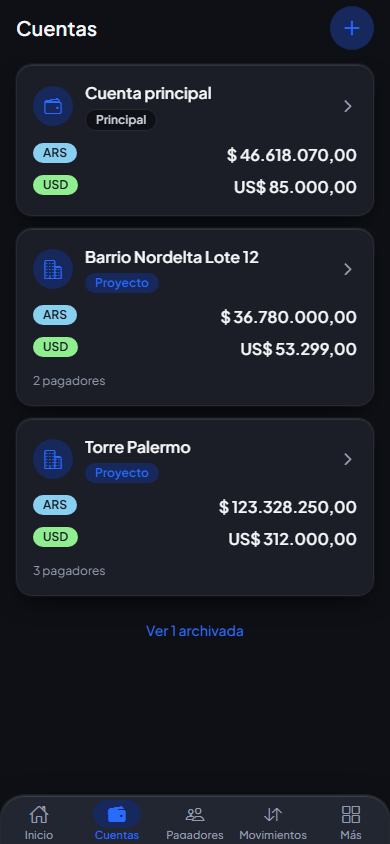 Cuentas
Cuenta principal
Principal
ARS $ 46.618.070,00
USD US$ 85.000,00
Barrio Nordelta Lote 12
Proyecto
ARS $ 36.780.000,00
USD US$ 53.299,00
2 pagadores
Torre Palermo
Proyecto
ARS $ 123.328.250,00
USD US$ 312.000,00
3 pagadores
Ver 1 archivada
Inicio Cuentas Pagadores Movimientos Más